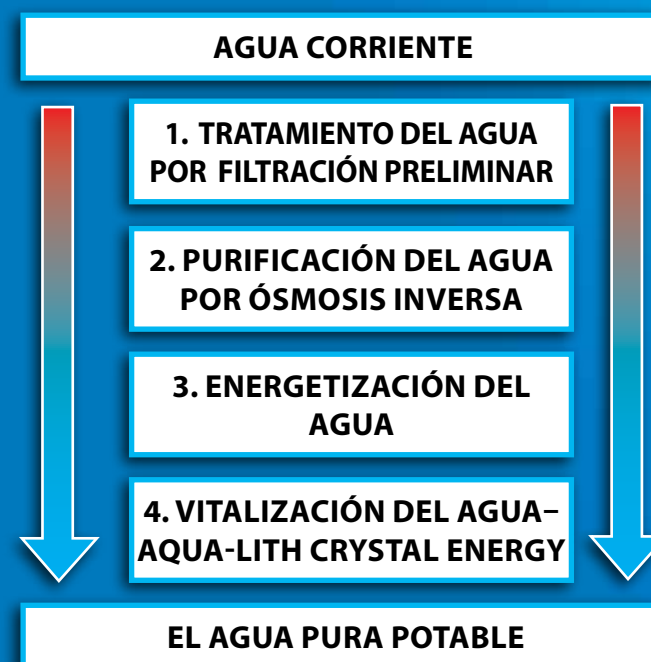 AGUA CORRIENTE
1. TRATAMIENTO DEL AGUA
POR FILTRACIÓN PRELIMINAR
2. PURIFICACIÓN DEL AGUA
POR ÓSMOSIS INVERSA
3. ENERGETIZACIÓN DEL
AGUA
4. VITALIZACIÓN DEL AGUA–
AQUA-LITH CRYSTAL ENERGY
EL AGUA PURA POTABLE